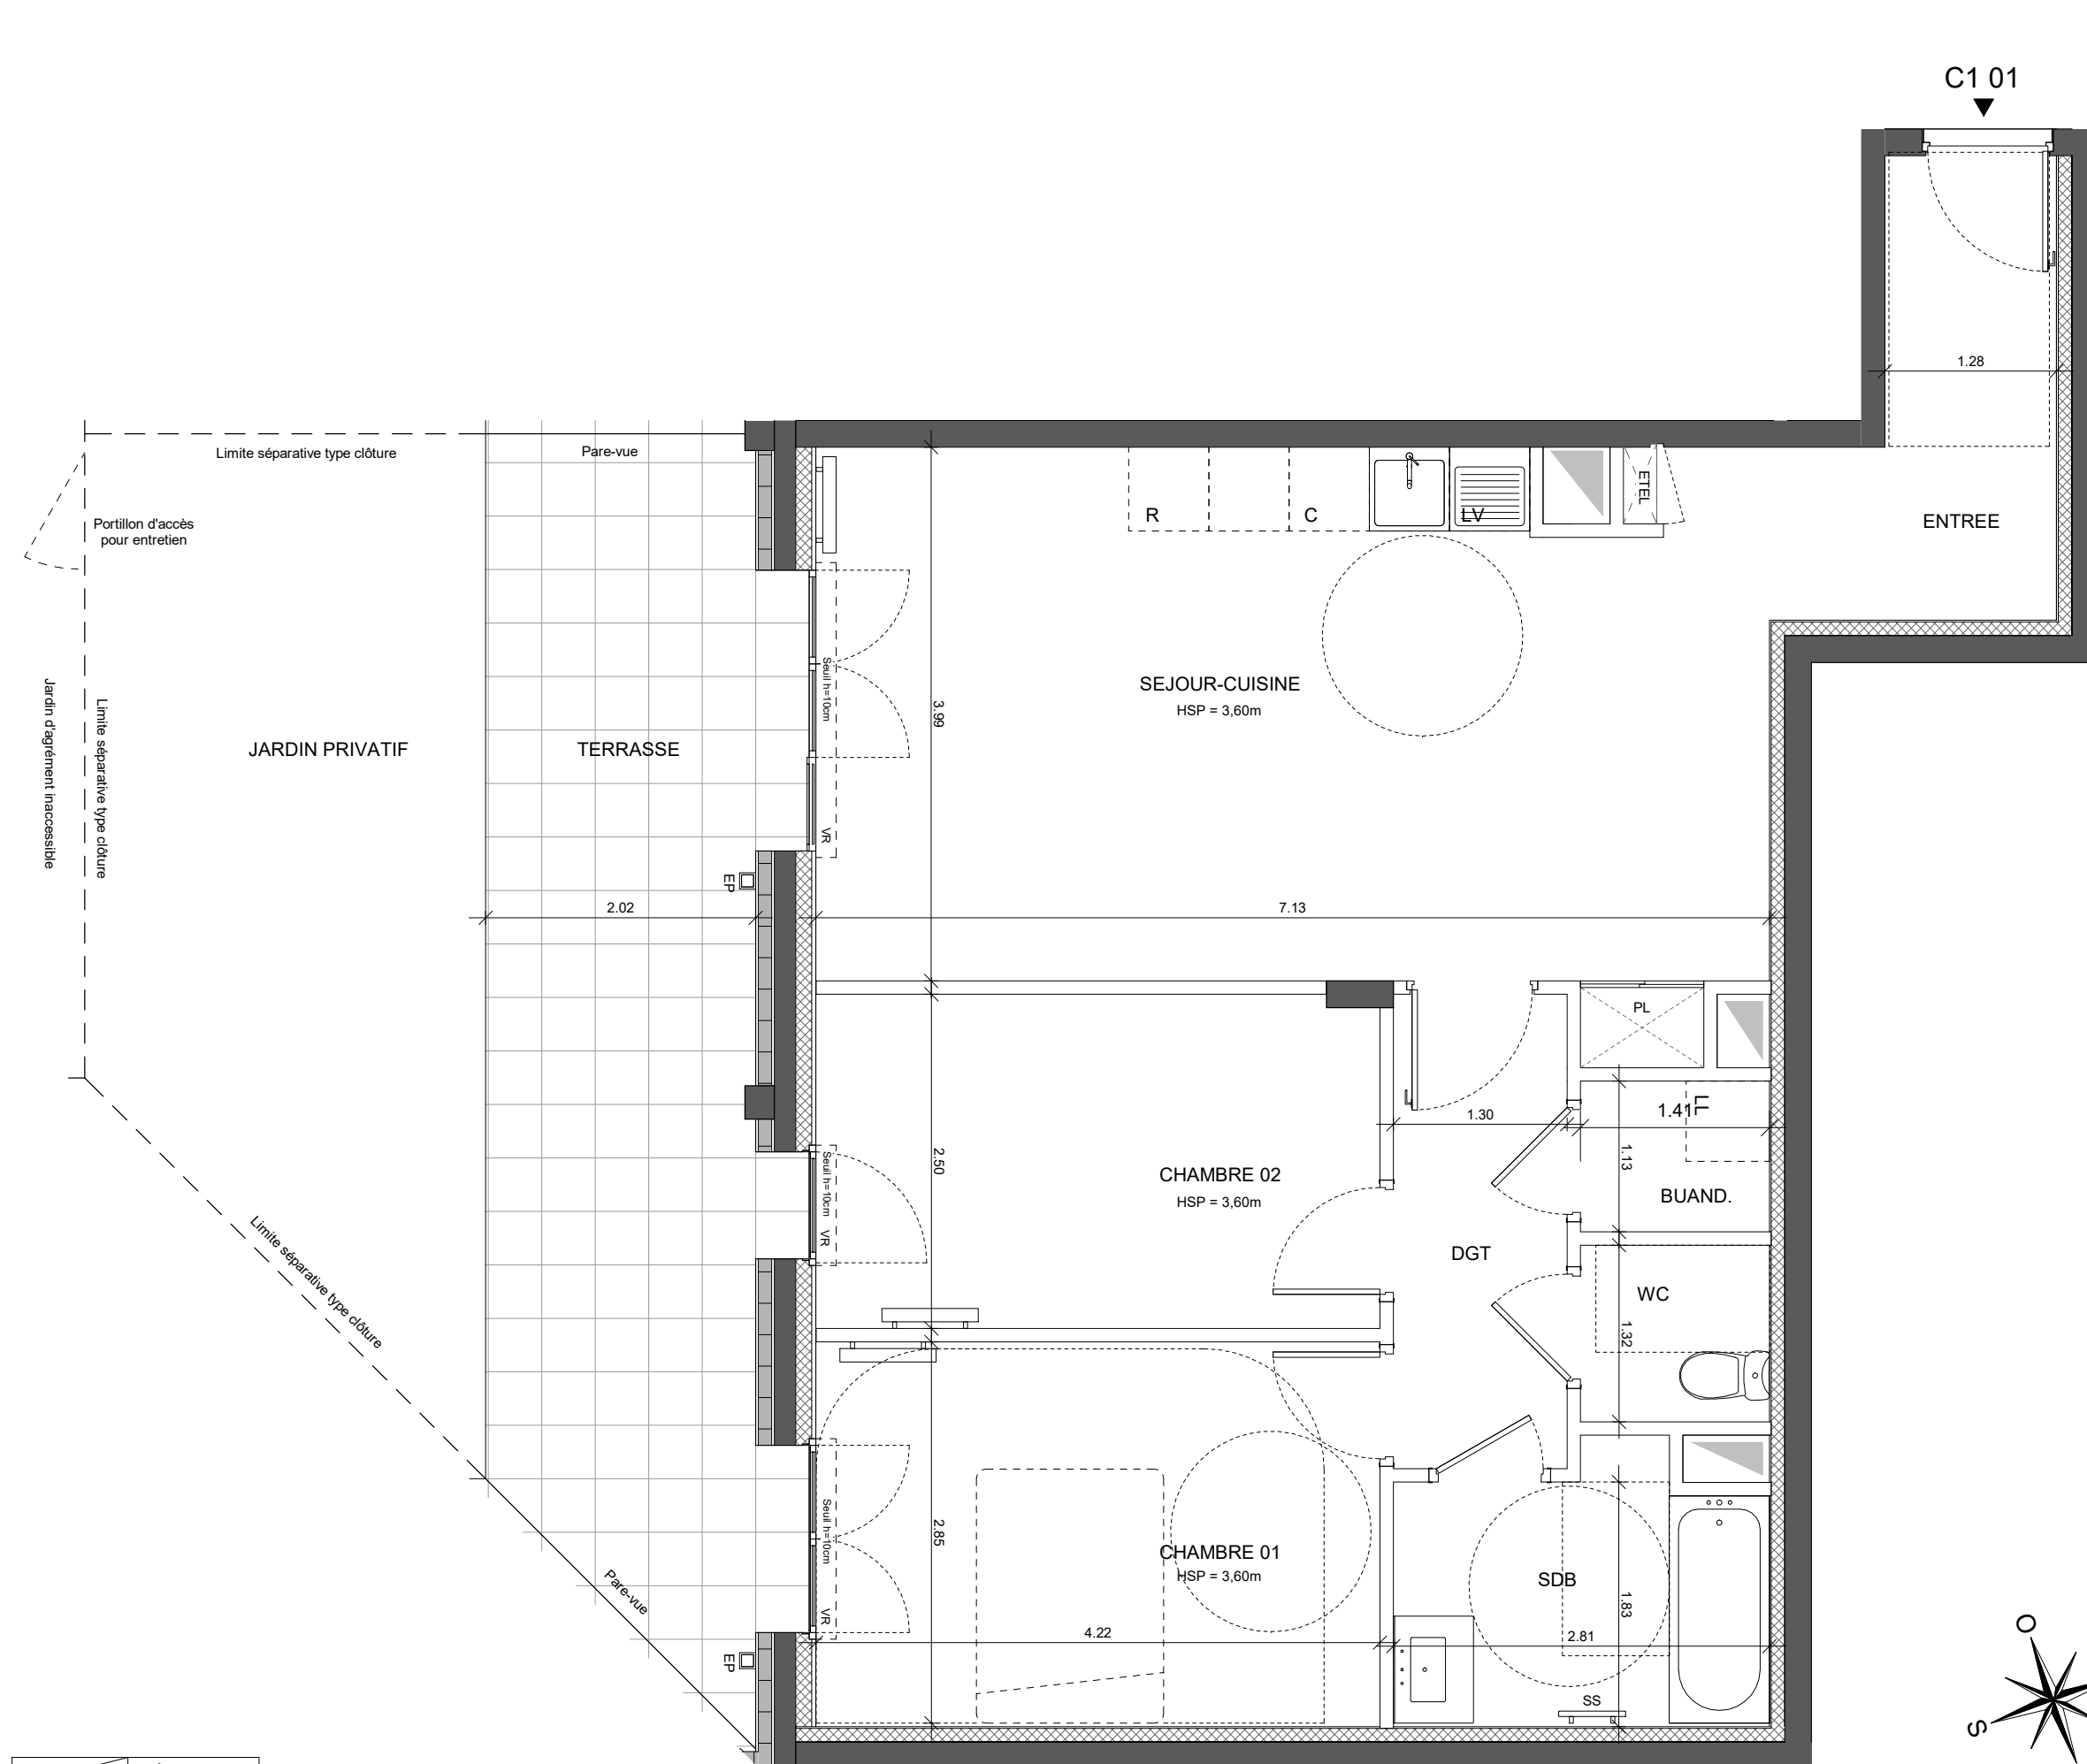 C1 01
1.28
Limite séparative type clôture
Pare-vue
Portillon d'accès
pour entretien
R
C
LV
ETEL
ENTREE
Seuil h=10cm
VR
3.99
SEJOUR-CUISINE
HSP = 3,60m
Jardin d'agrément inaccessible
Limite séparative type clôture
JARDIN PRIVATIF
TERRASSE
EP
2.02
7.13
PL
1.30
1.41
LL
1.13
BUAND.
Seuil h=10cm
VR
2.50
CHAMBRE 02
HSP = 3,60m
DGT
WC
1.32
Limite séparative type clôture
Pare-vue
Seuil h=10cm
VR
2.85
CHAMBRE 01
HSP = 3,60m
SDB
1.83
4.22
2.81
EP
SS
O
S